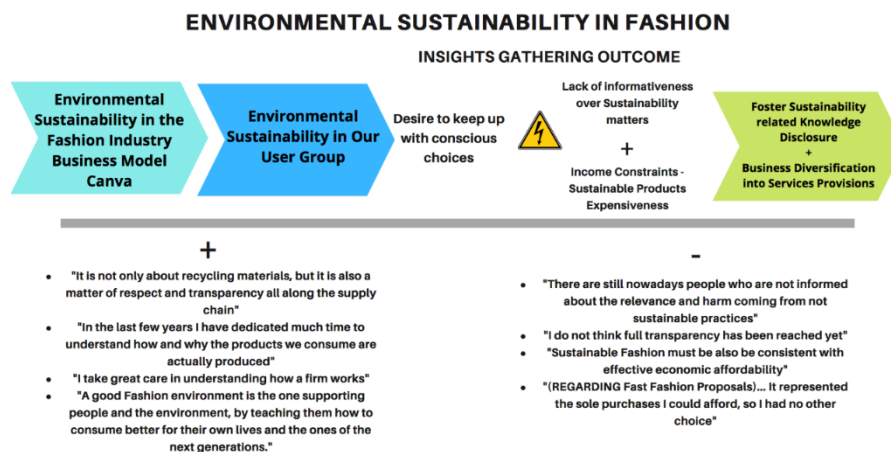 ENVIRONMENTAL SUSTAINABILITY IN FASHION
INSIGHTS GATHERING OUTCOME
Environmental
Sustainability in the
Fashion Industry
Business Model
Canva
Environmental
Sustainability in Our
User Group
Desire to keep up
with conscious
choices
Lack of informativeness
over Sustainability
matters
+
Income Constraints -
Sustainable Products
Expensiveness
Foster Sustainability
related Knowledge
Disclosure
+
Business Diversification
into Services Provisions
+
• "It is not only about recycling materials, but it is also a
matter of respect and transparency all along the supply
chain"
• "In the last few years I have dedicated much time to
understand how and why the products we consume are
actually produced"
• "I take great care in understanding how a firm works"
• "A good Fashion environment is the one supporting
people and the environment, by teaching them how to
consume better for their own lives and the ones of the
next generations."
-
• "There are still nowadays people who are not informed
about the relevance and harm coming from not
sustainable practices"
• "I do not think full transparency has been reached yet"
• "Sustainable Fashion must be also be consistent with
effective economic affordability"
• "(REGARDING Fast Fashion Proposals)... It represented
the sole purchases I could afford, so I had no other
choice"